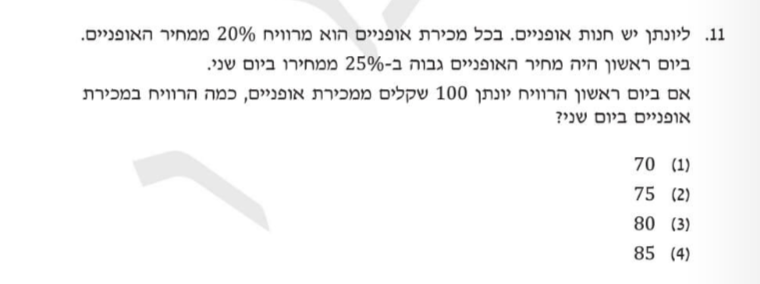 11. ליונתן יש חנות אופניים. בכל מכירת אופניים הוא מרוויח 20% ממחיר האופניים.
ביום ראשון היה מחיר האופניים גבוה ב-25% ממחירו ביום שני.
אם ביום ראשון הרוויח יונתן 100 שקלים ממכירת אופניים, כמה הרוויח במכירת
אופניים ביום שני?
(1) 70
(2) 75
(3) 80
(4) 85